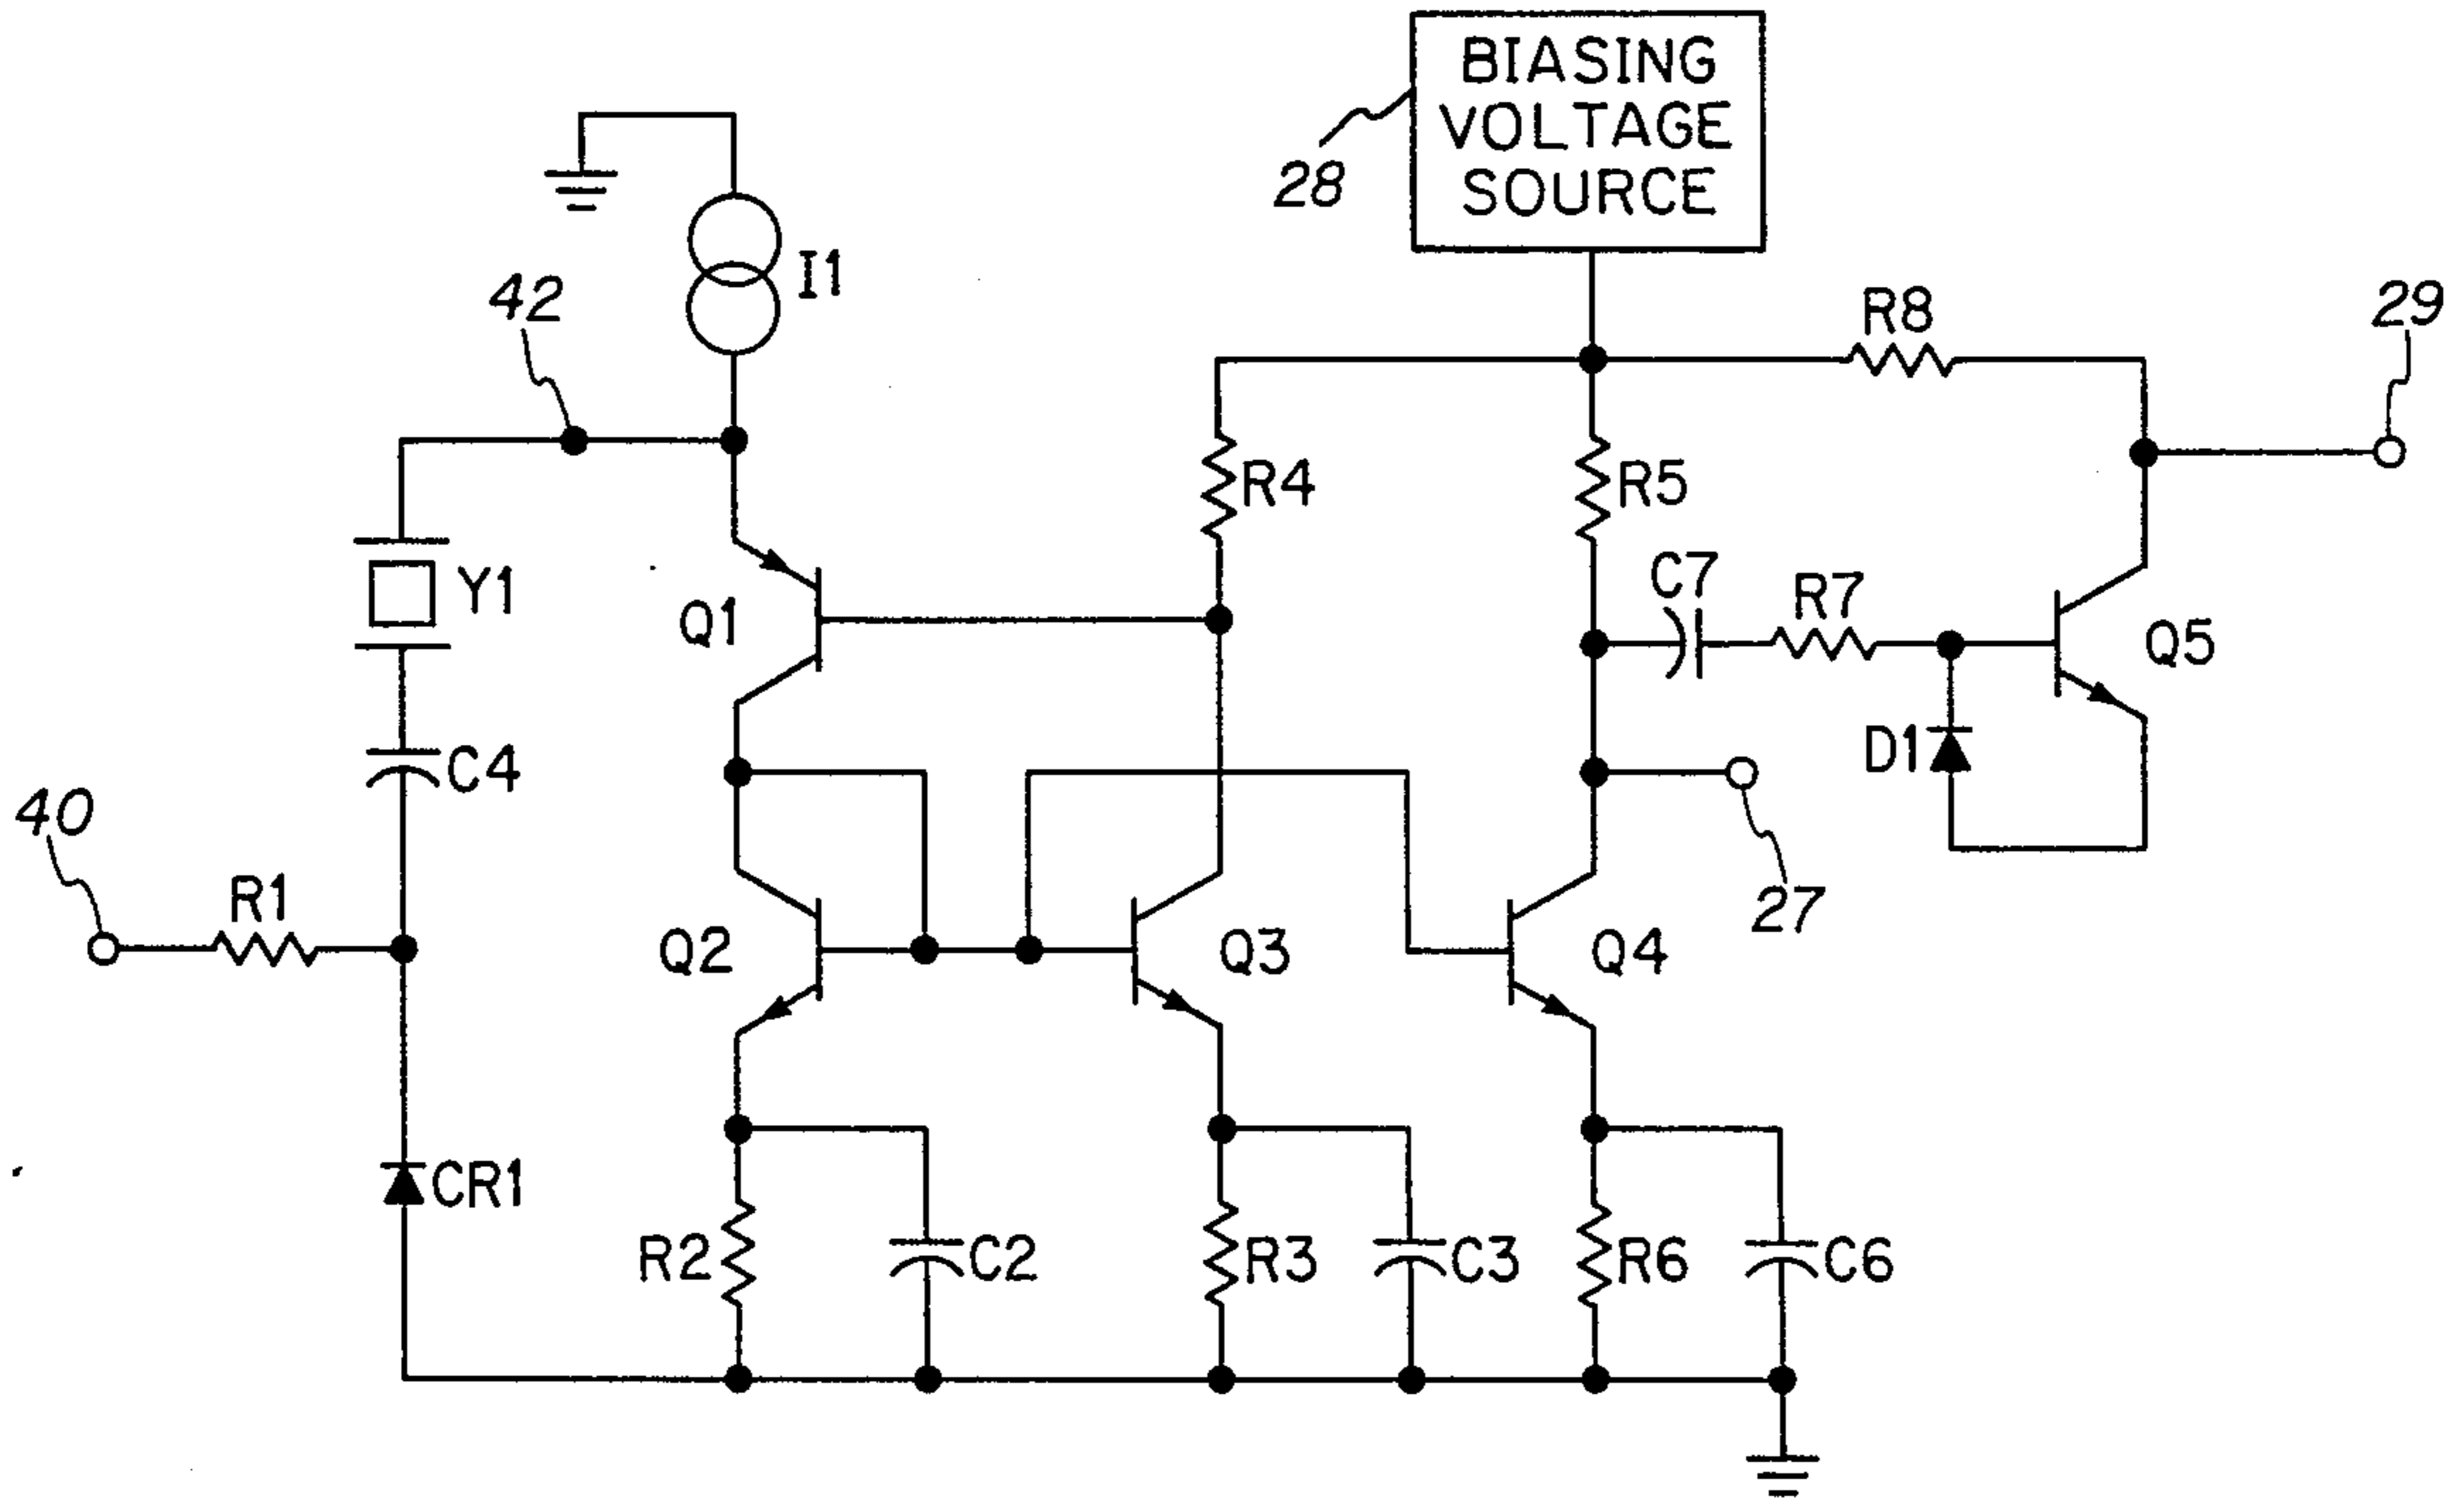 BIASING
VOLTAGE
SOURCE
28
I1
42
R8
29
R4
R5
Y1
Q1
C7
R7
Q5
D1
C4
40
R1
27
Q2
Q3
Q4
CR1
R2
C2
R3
C3
R6
C6